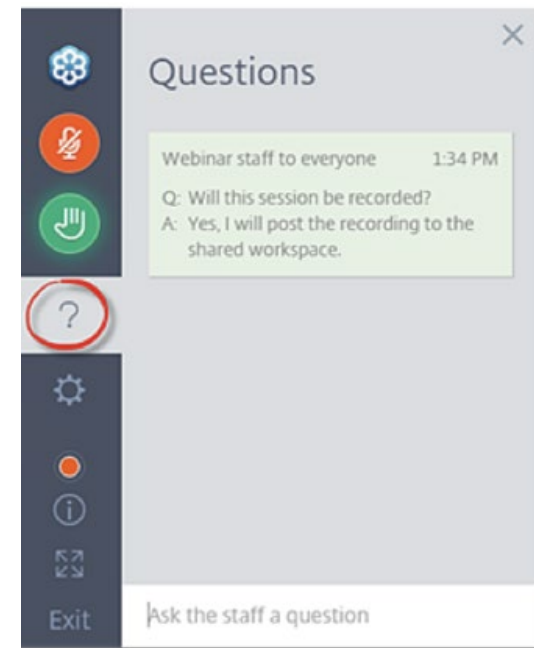 Questions
Webinar staff to everyone 1:34 PM
Q: Will this session be recorded?
A: Yes, I will post the recording to the
shared workspace.
?
Exit
Ask the staff a question